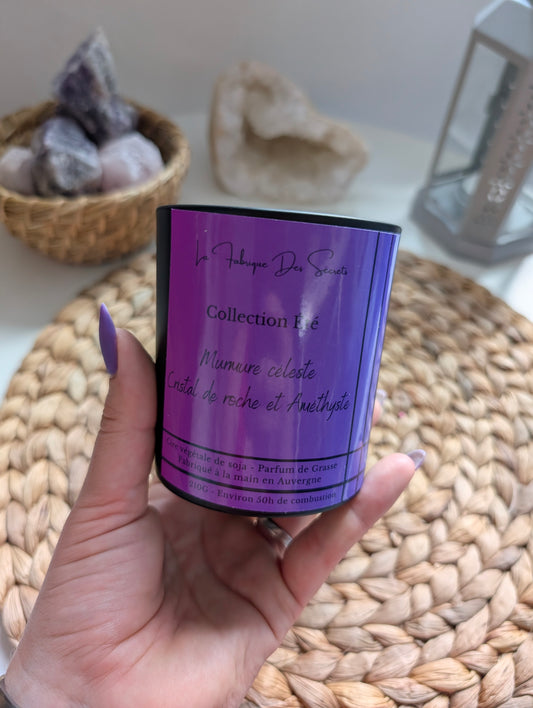 La Fabrique Des Secrets
Collection Été
Murmure céleste
Cristal de roche et Améthyste
Cire végétale de soja - Parfum de Grasse
Fabriqué à la main en Auvergne
210G - Environ 50h de combustion